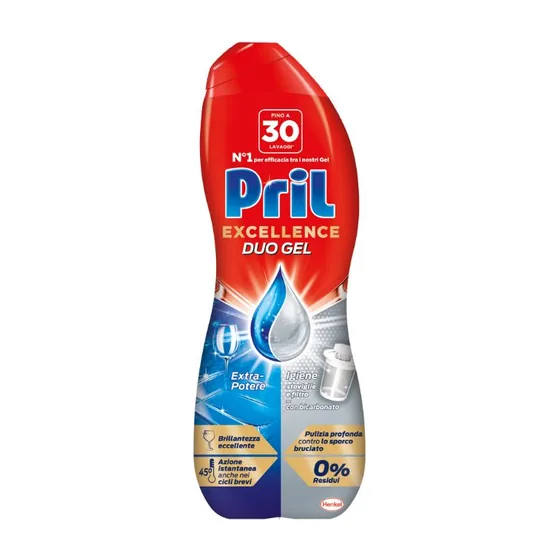 FINO A
30
LAVAGGI*
N°1 per efficacia tra i nostri Gel
Pril
EXCELLENCE
DUO GEL
Extra-
Potere
Igiene
stoviglie
e filtro
con bicarbonato
Brillantezza
eccellente
Pulizia profonda
contro lo sporco
bruciato
45°
Azione
istantanea
anche nei
cicli brevi
0%
Residui
Henkel